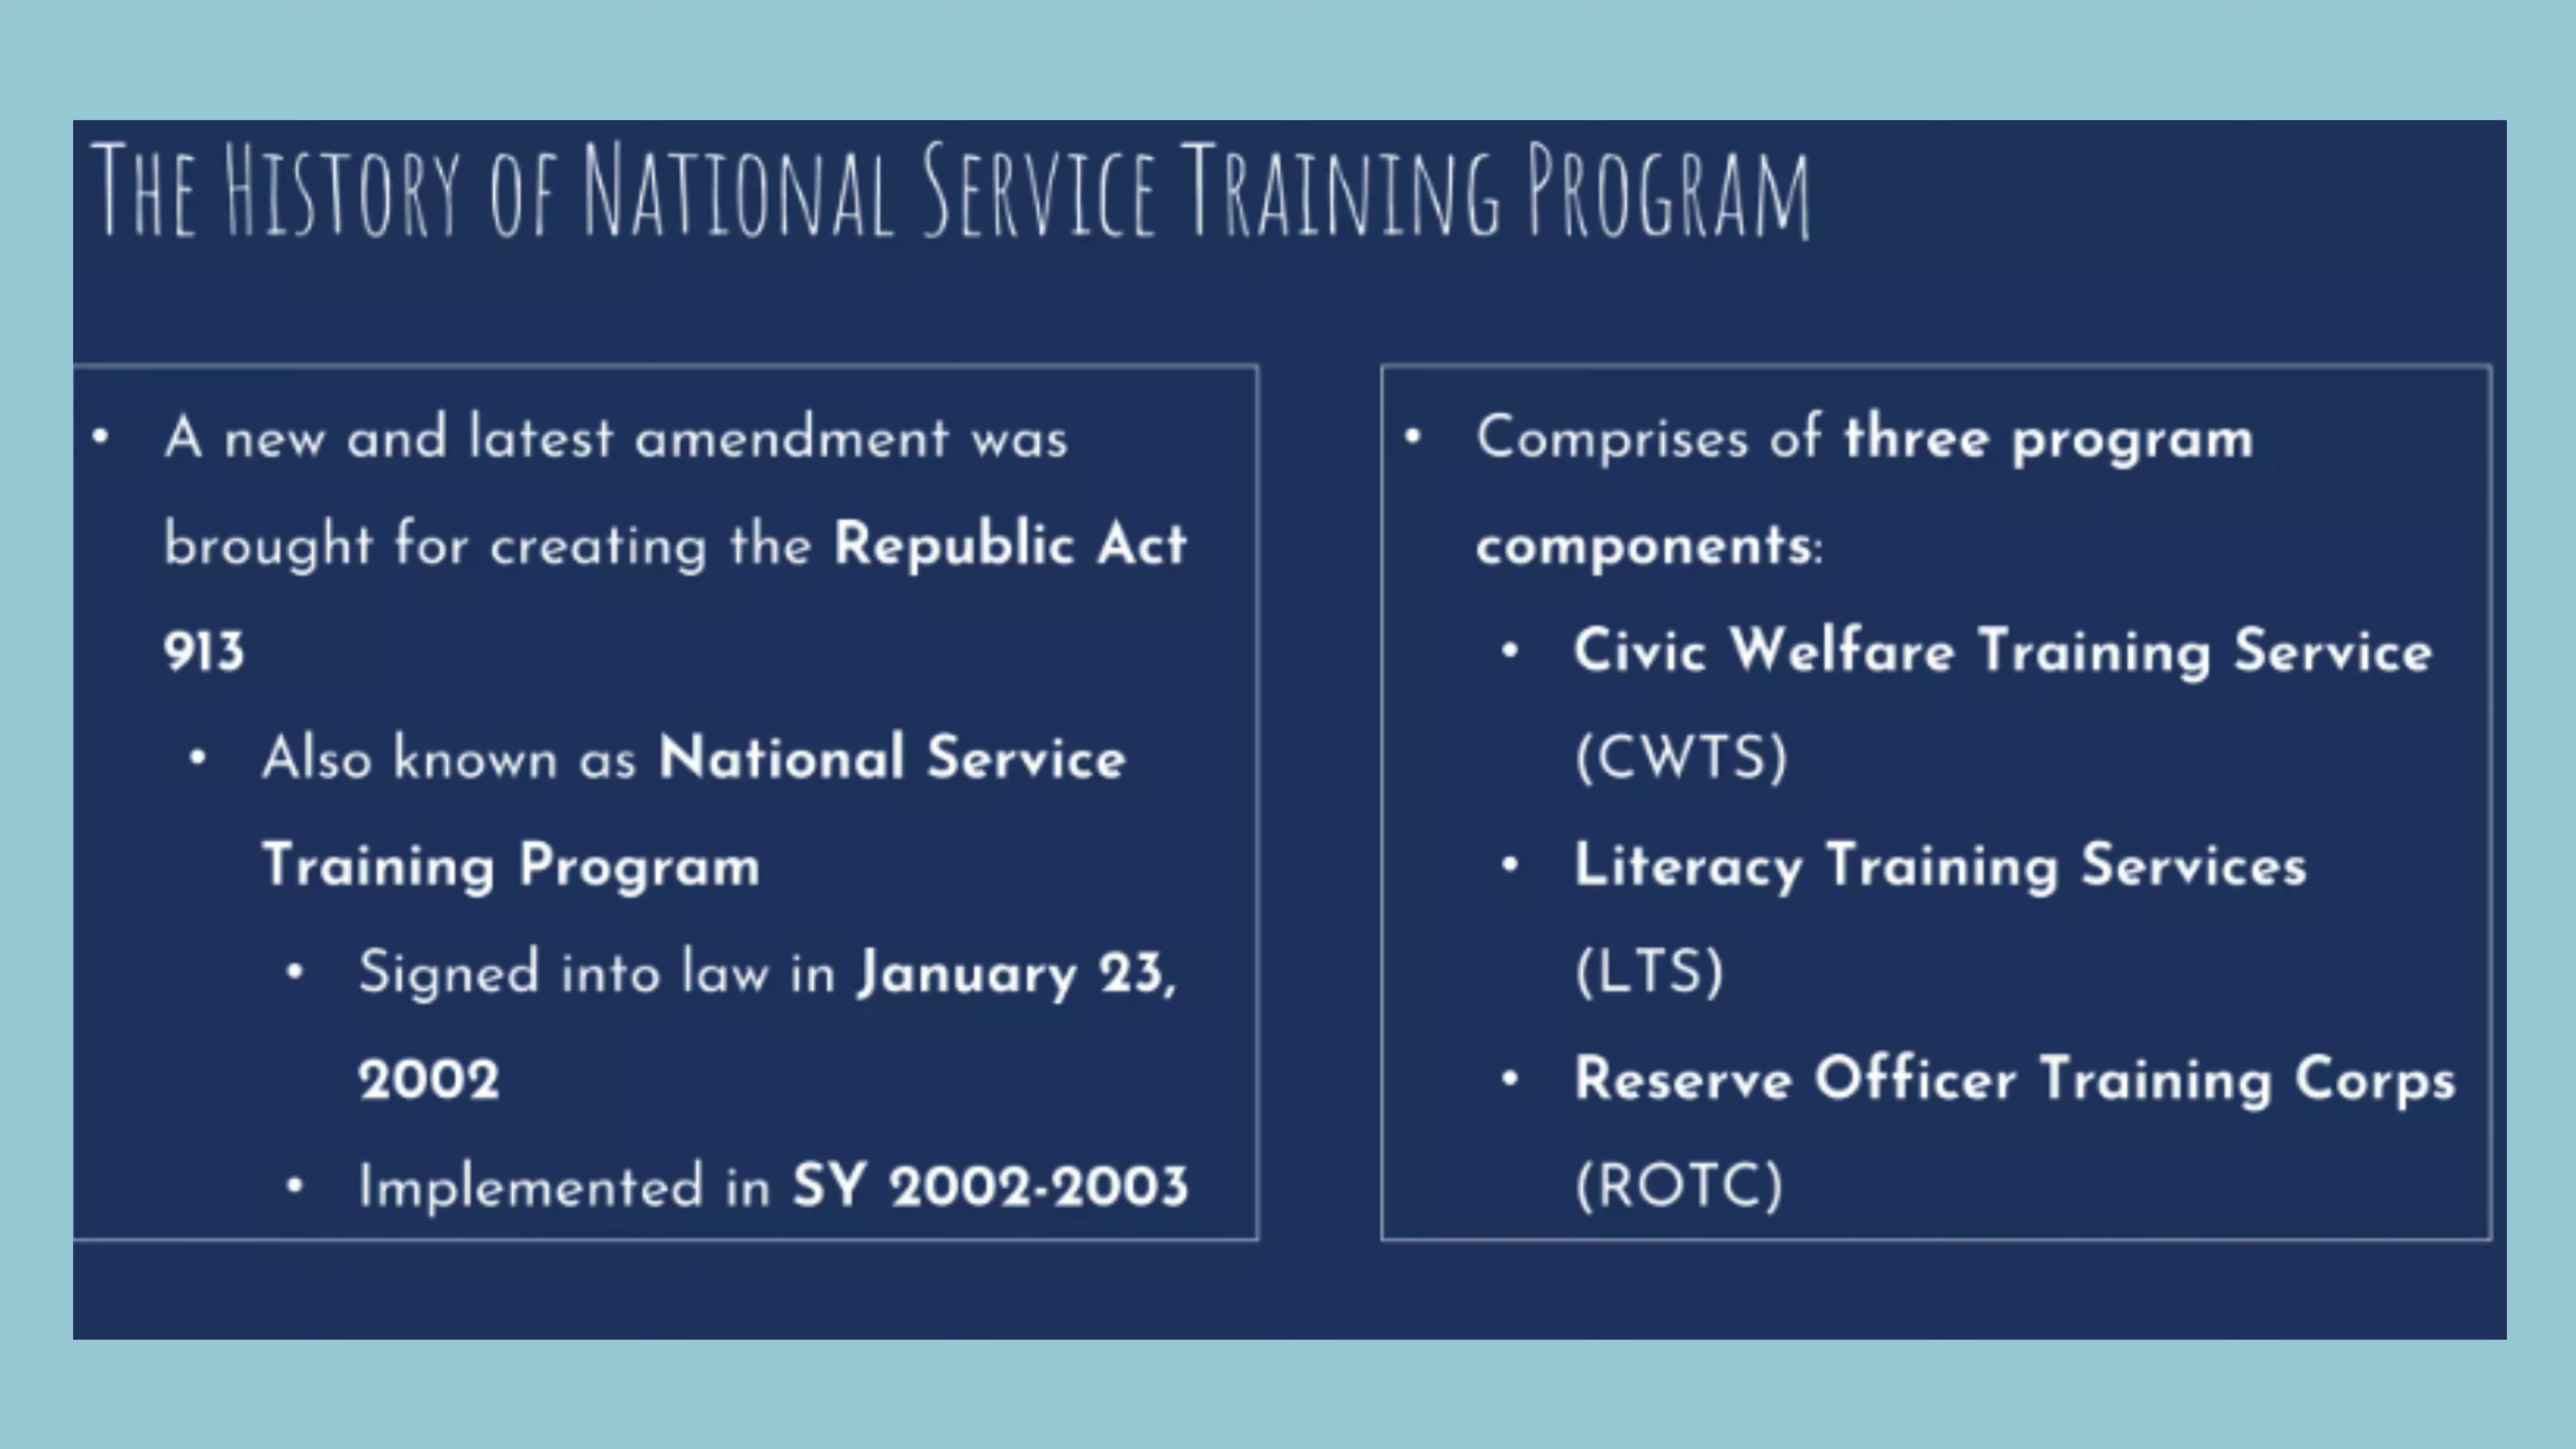 The History of National Service Training Program
• A new and latest amendment was
brought for creating the Republic Act
913
• Also known as National Service
Training Program
• Signed into law in January 23,
2002
• Implemented in SY 2002-2003
• Comprises of three program
components:
• Civic Welfare Training Service
(CWTS)
• Literacy Training Services
(LTS)
• Reserve Officer Training Corps
(ROTC)